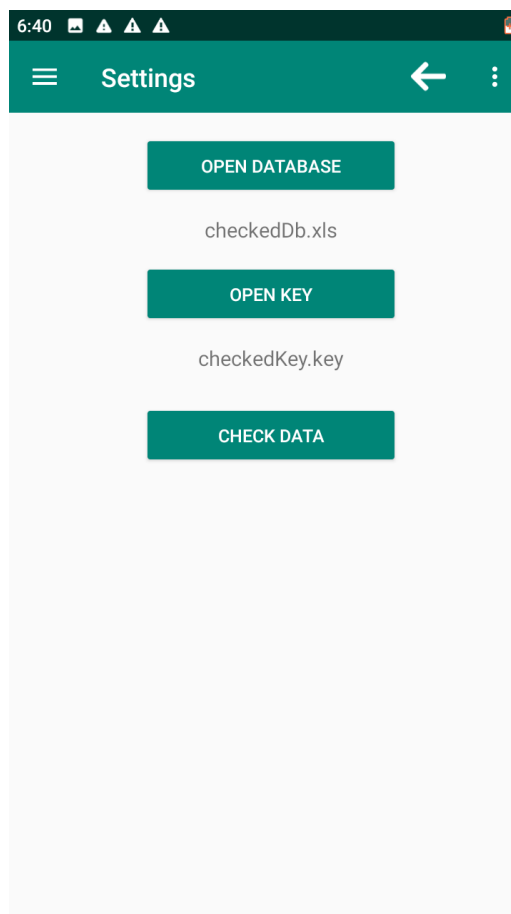 6:40
Settings
OPEN DATABASE
checkedDb.xls
OPEN KEY
checkedKey.key
CHECK DATA